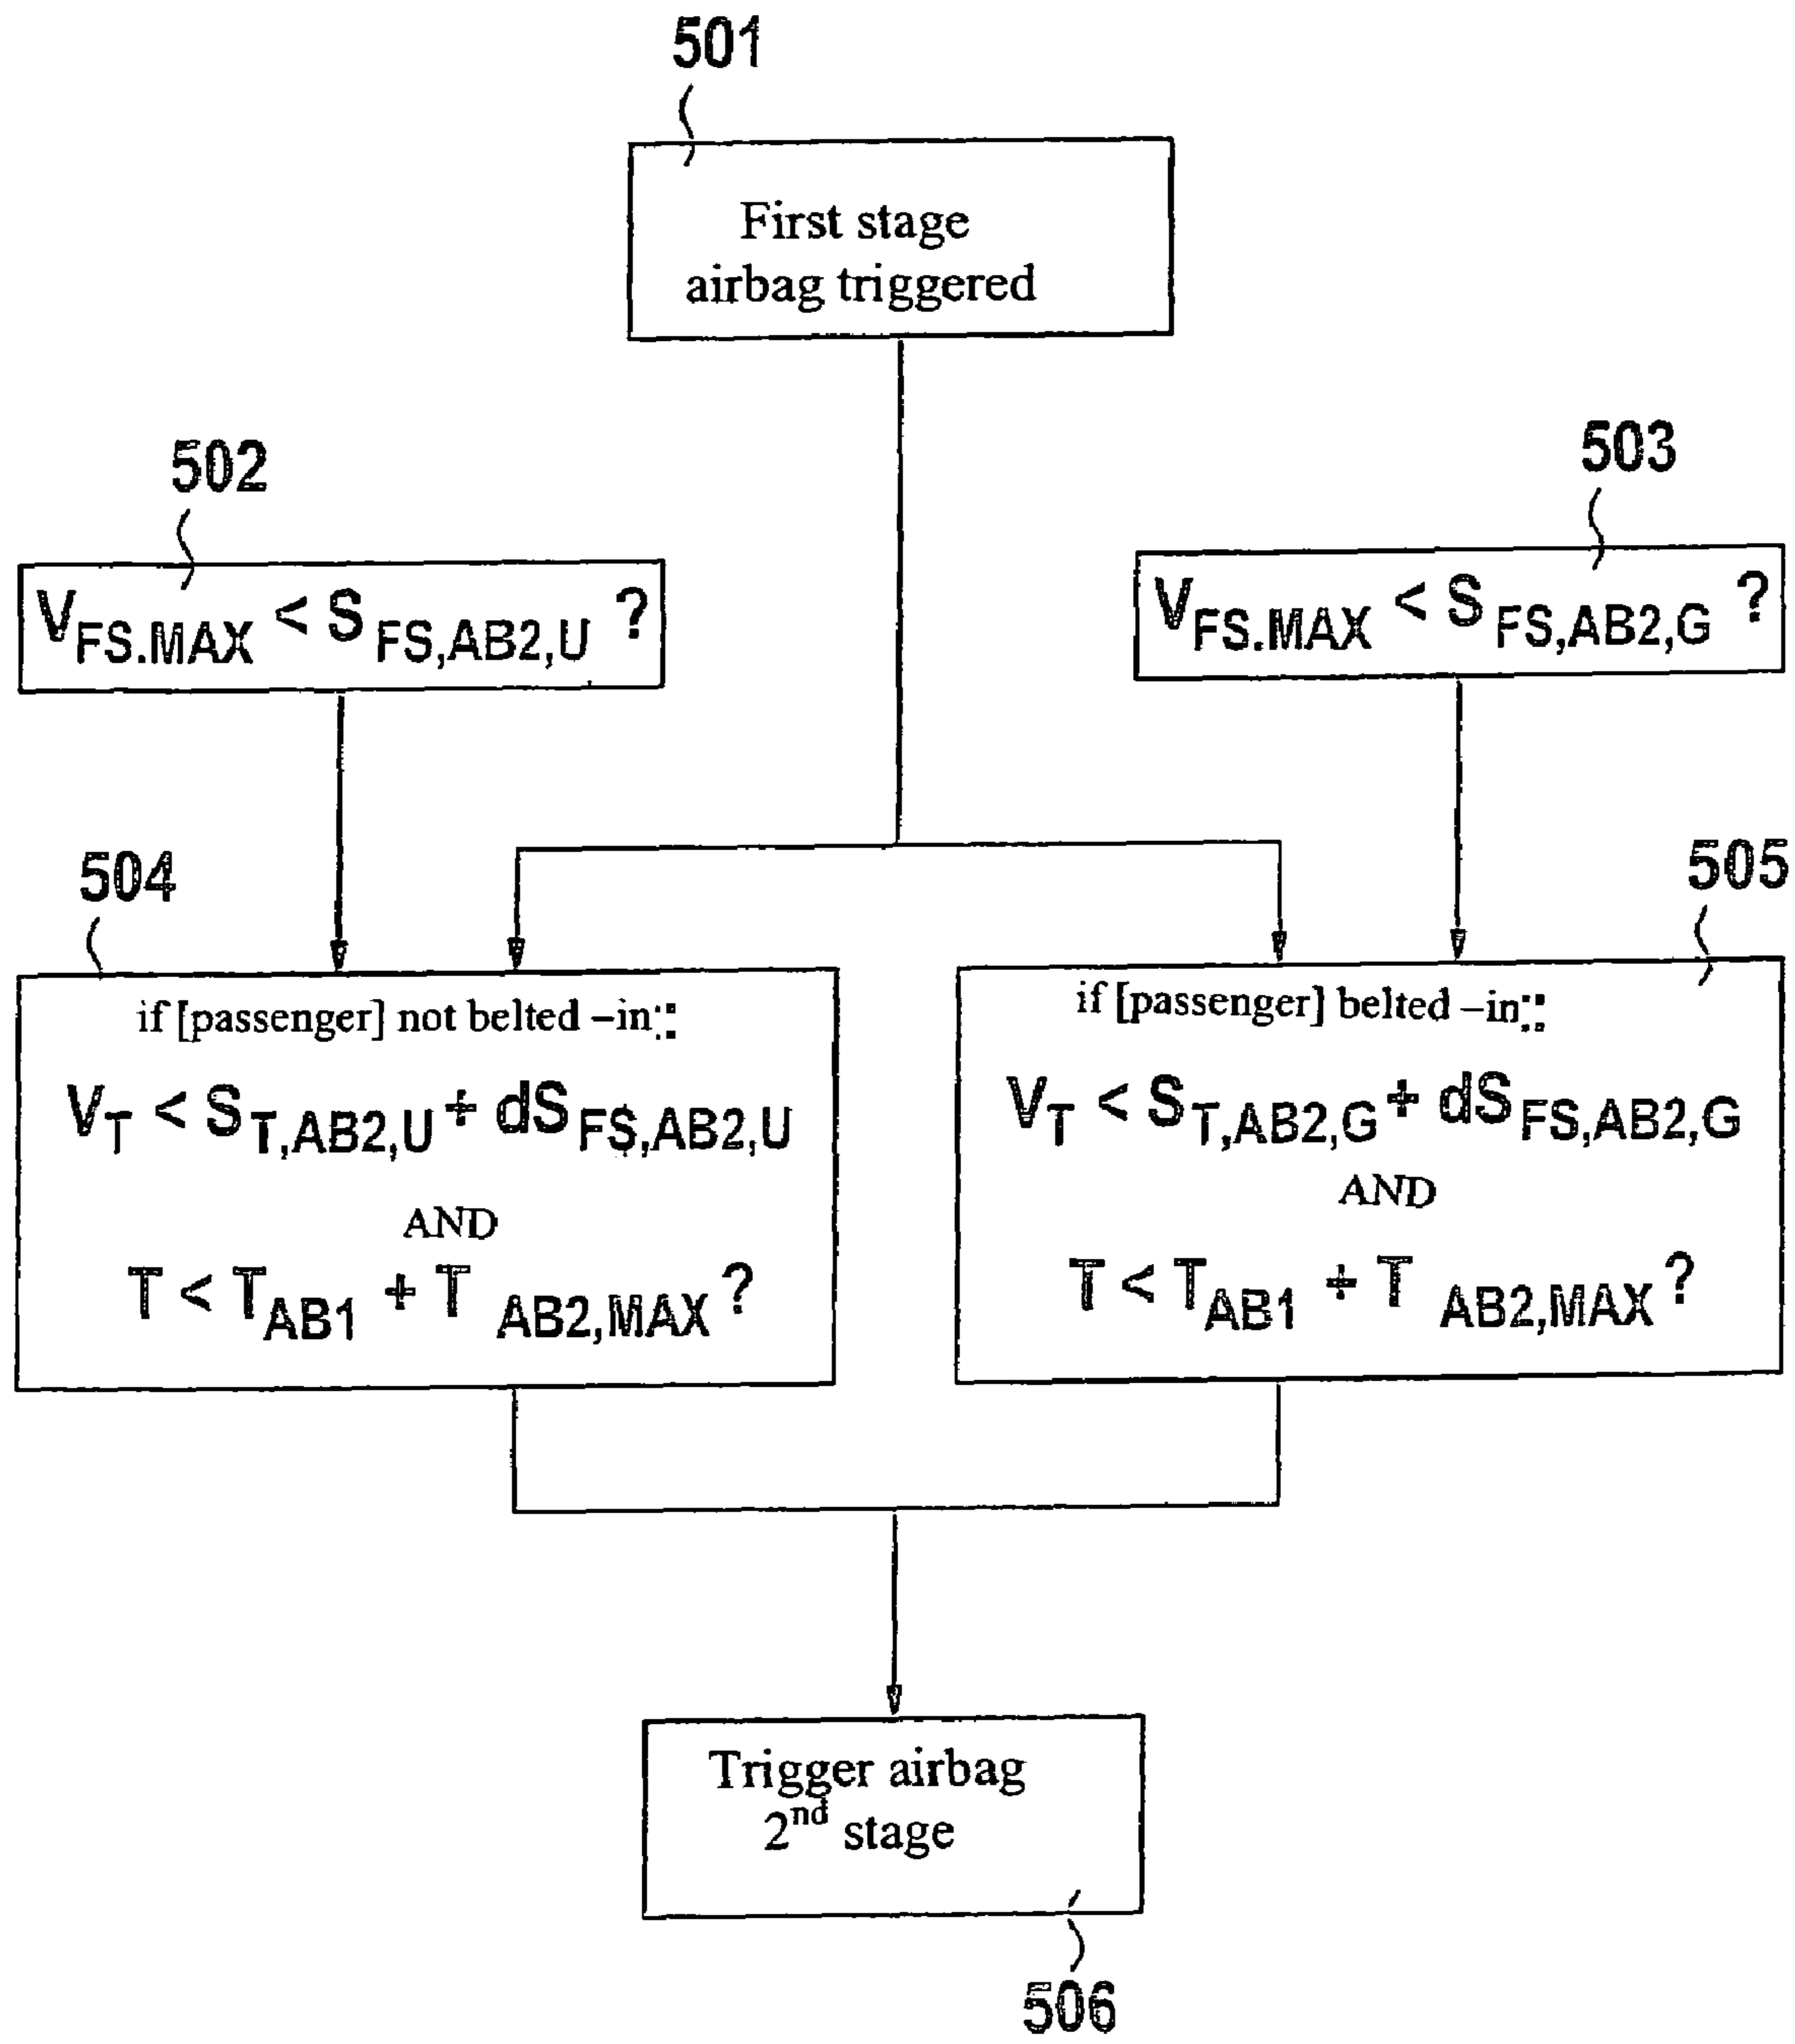 501
First stage
airbag triggered
502
503
V_FS.MAX < S_FS,AB2,U ?
V_FS.MAX < S_FS,AB2,G ?
504
505
if [passenger] not belted –in::
V_T < S_T,AB2,U + dS_FS,AB2,U
AND
T < T_AB1 + T_AB2,MAX ?
if [passenger] belted –in::
V_T < S_T,AB2,G + dS_FS,AB2,G
AND
T < T_AB1 + T_AB2,MAX ?
Trigger airbag
2nd stage
506